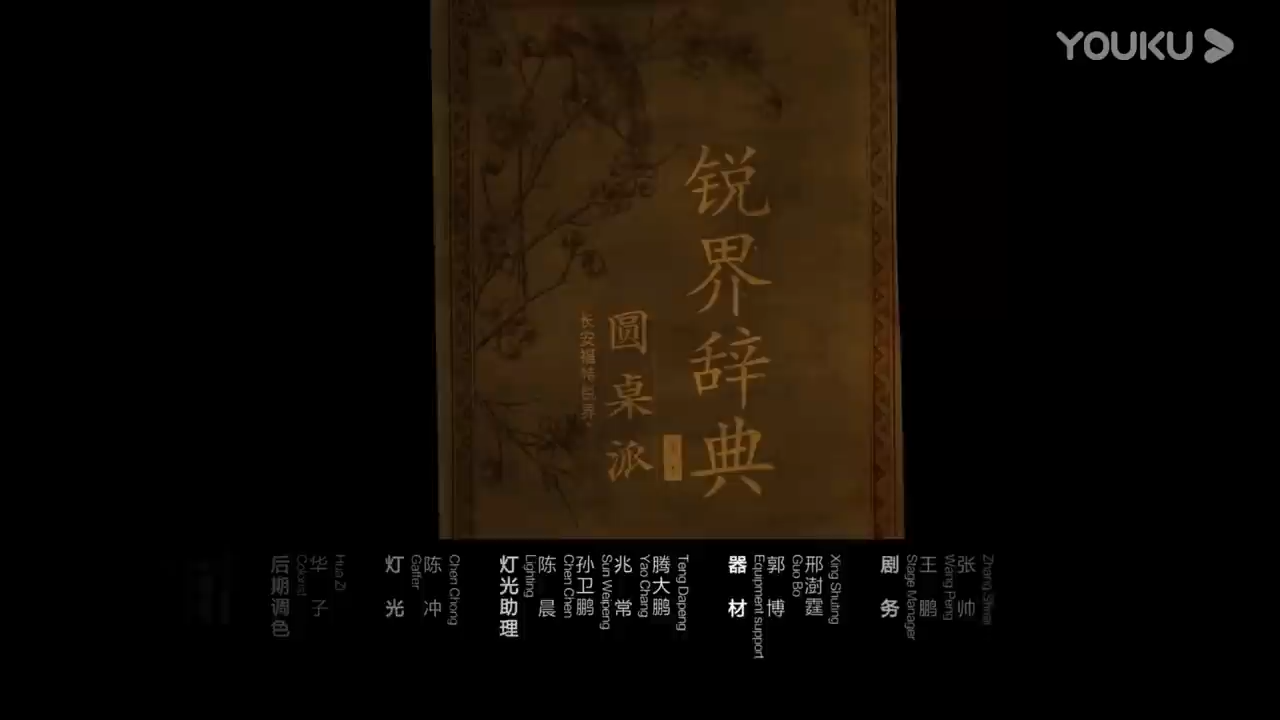 YOUKU
锐界辞典
圆桌派
长安福特锐界
张帅
Zhang Shuai
王鹏
Wang Peng
剧务
Stage Manager
邢澍霆
Xing Shuting
郭博
Guo Bo
器材
Equipment support
腾大鹏
Teng Dapeng
兆常
Yao Chang
孙卫鹏
Sun Weipeng
陈晨
Chen Chen
灯光助理
Lighting
陈冲
Chen Chong
灯光
Gaffer
华子
Hua Zi
后期调色
Colorist